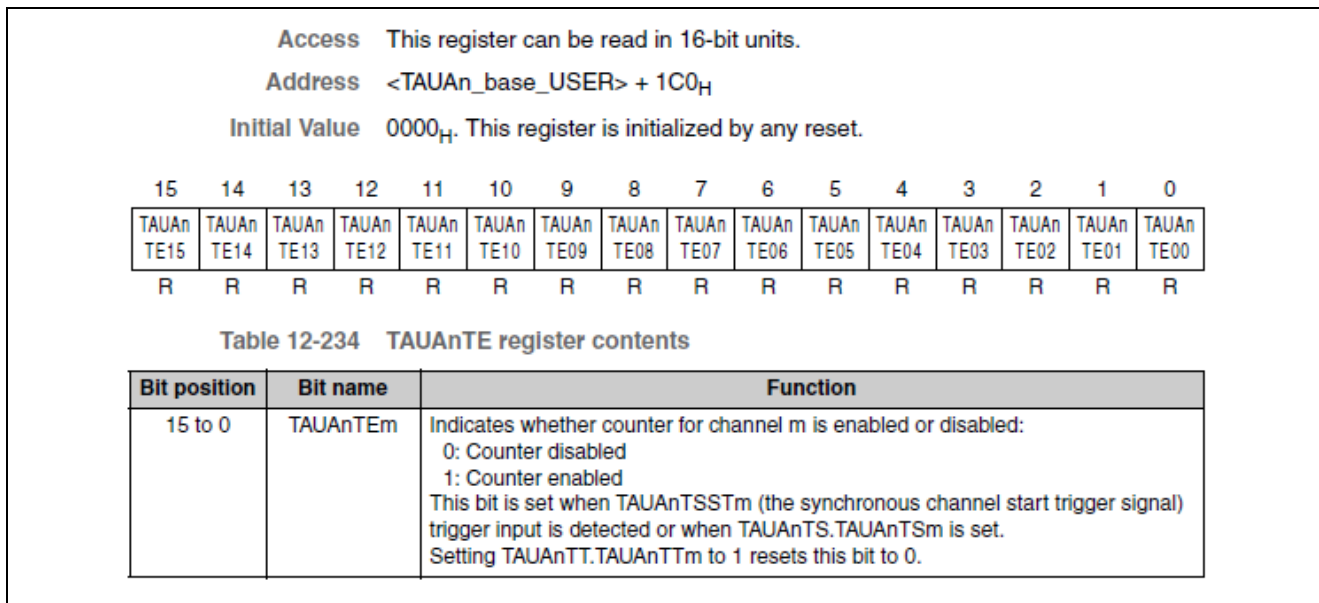 Access This register can be read in 16-bit units.
Address <TAUAn_base_USER> + 1C0H
Initial Value 0000H. This register is initialized by any reset.
15 14 13 12 11 10 9 8 7 6 5 4 3 2 1 0
TAUAn TAUAn TAUAn TAUAn TAUAn TAUAn TAUAn TAUAn TAUAn TAUAn TAUAn TAUAn TAUAn TAUAn TAUAn TAUAn
TE15 TE14 TE13 TE12 TE11 TE10 TE09 TE08 TE07 TE06 TE05 TE04 TE03 TE02 TE01 TE00
R R R R R R R R R R R R R R R R
Table 12-234 TAUAnTE register contents
Bit position Bit name Function
15 to 0 TAUAnTEm Indicates whether counter for channel m is enabled or disabled:
0: Counter disabled
1: Counter enabled
This bit is set when TAUAnTSSTm (the synchronous channel start trigger signal)
trigger input is detected or when TAUAnTS.TAUAnTSm is set.
Setting TAUAnTT.TAUAnTTm to 1 resets this bit to 0.